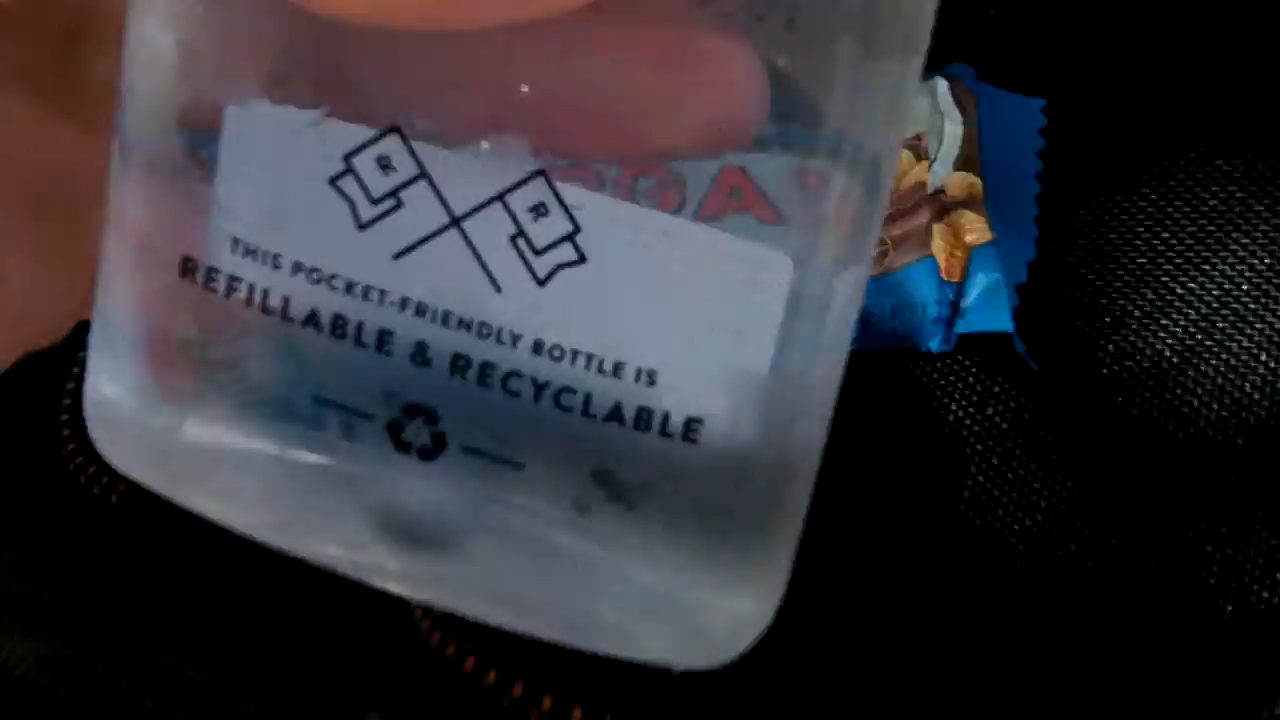 R
R
THIS POCKET-FRIENDLY BOTTLE IS
REFILLABLE & RECYCLABLE